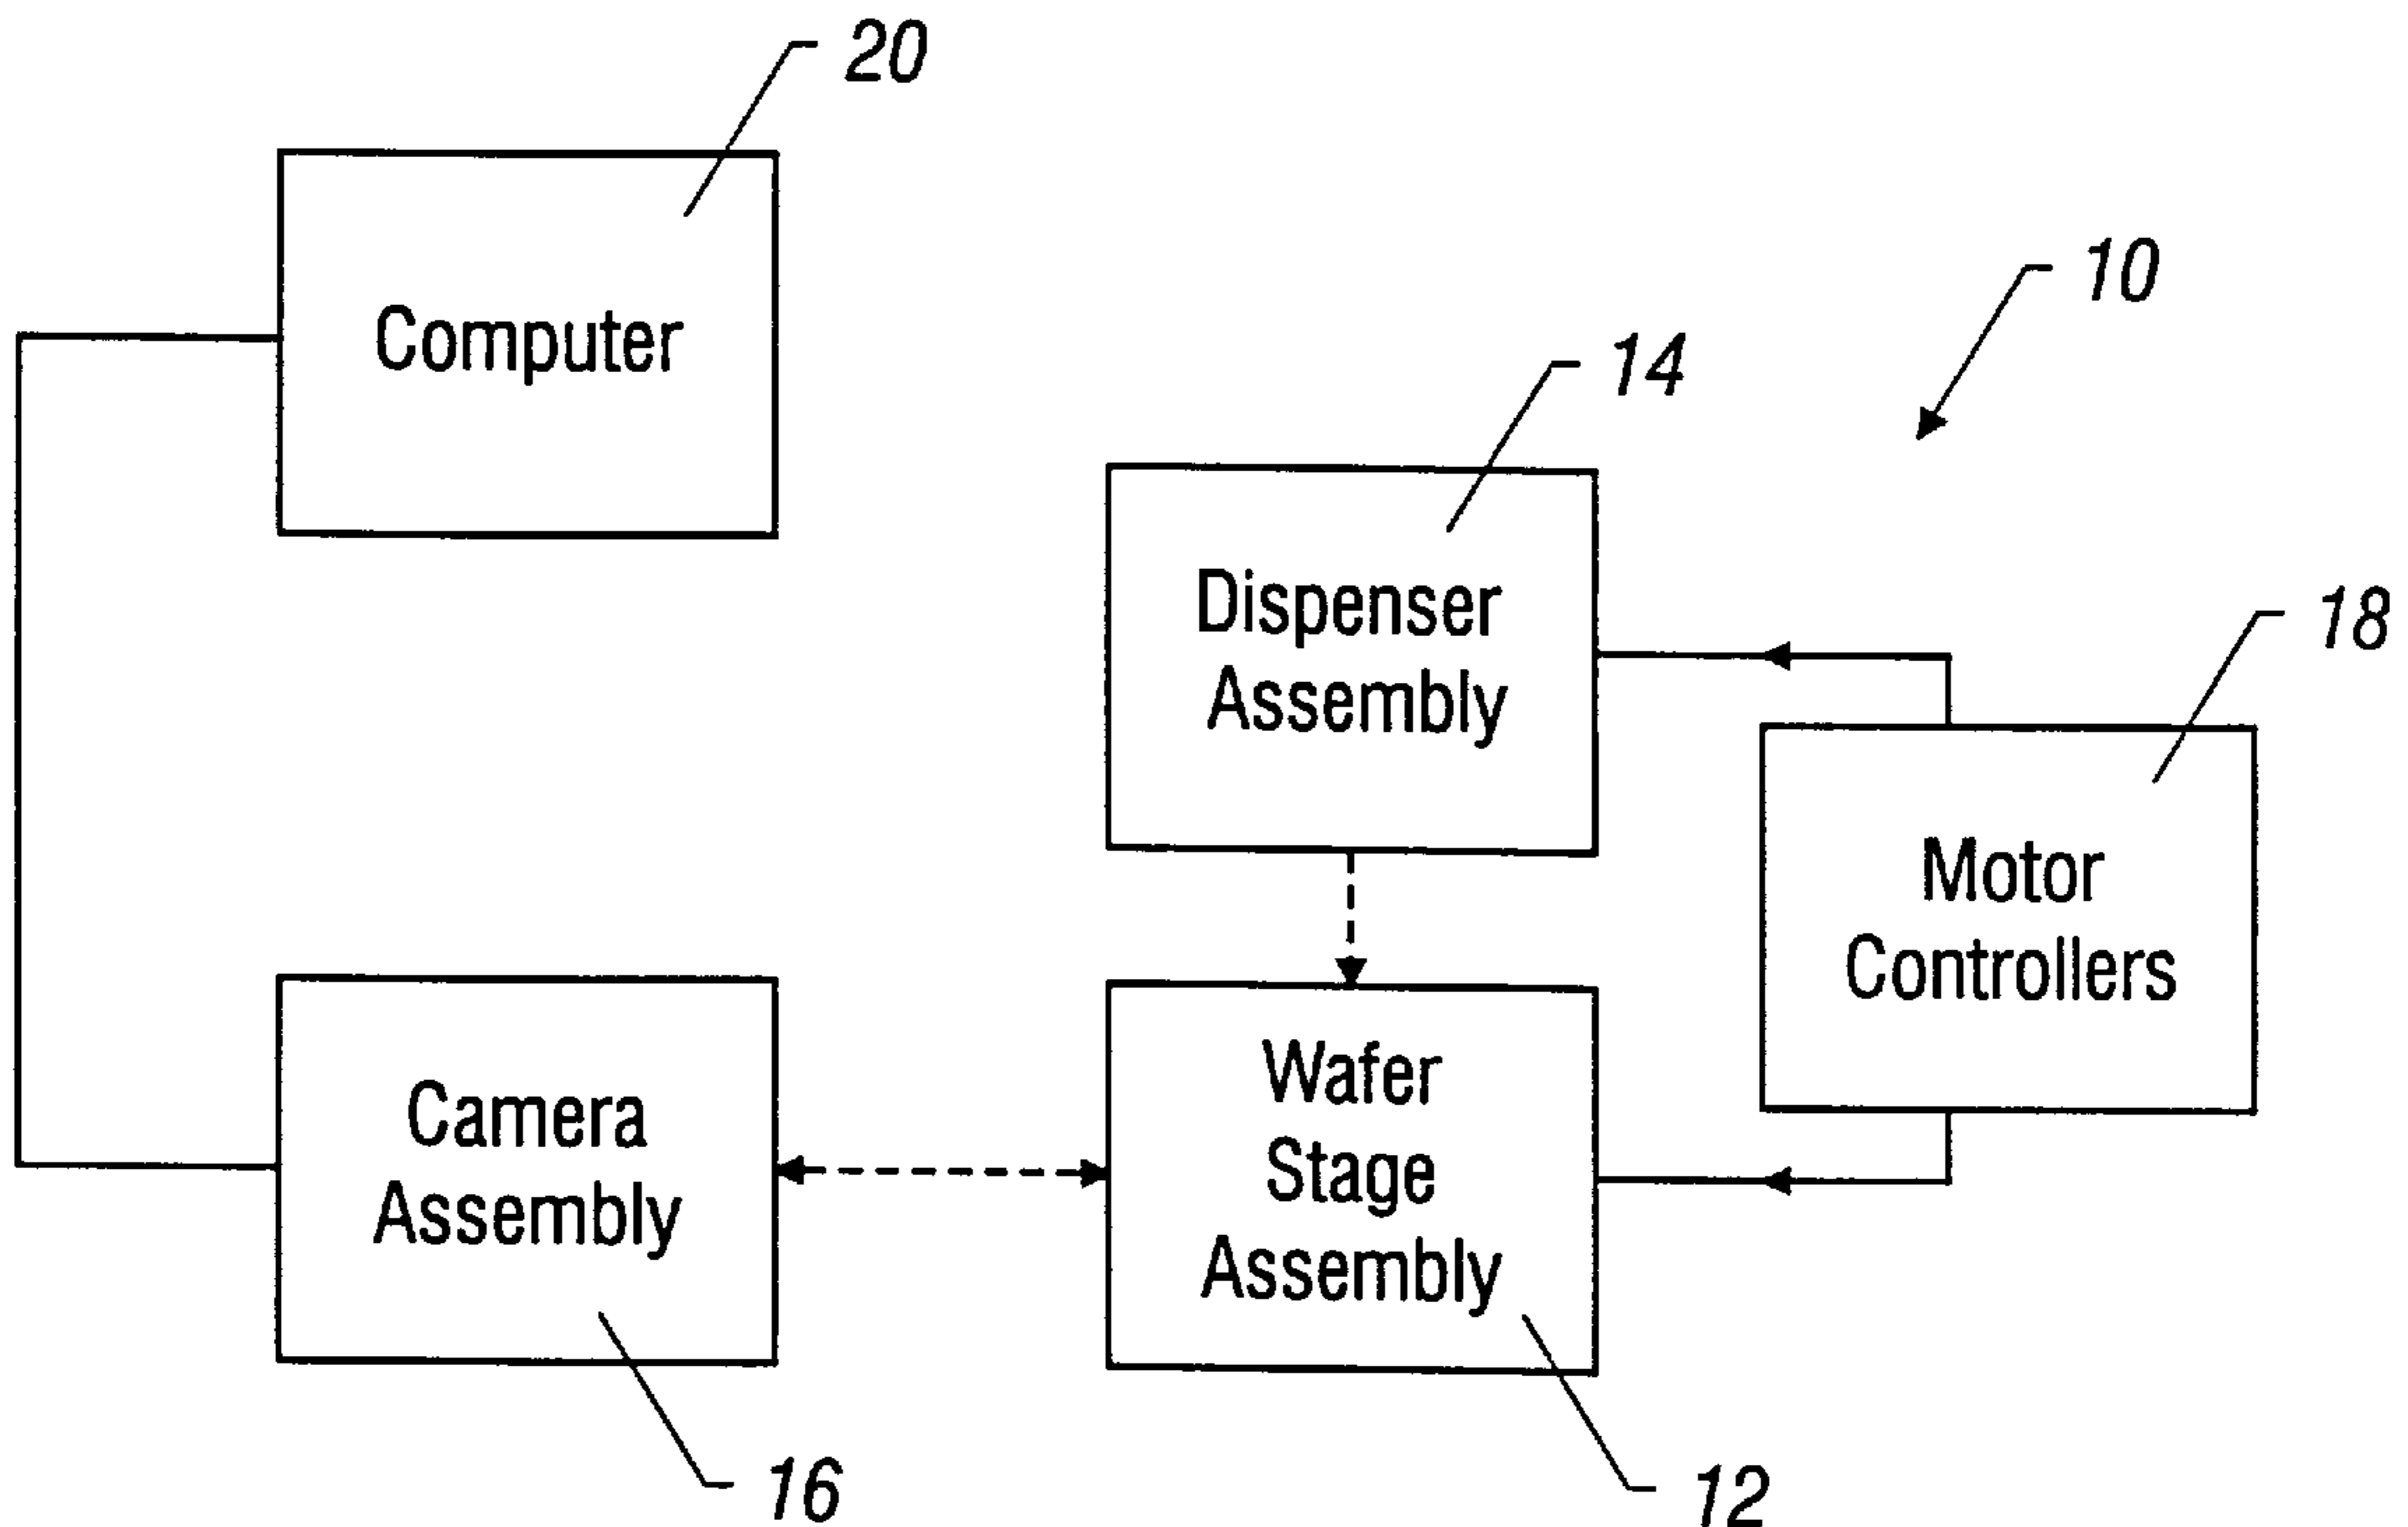 20
Computer
10
14
Dispenser
Assembly
18
Motor
Controllers
Camera
Assembly
Wafer
Stage
Assembly
16
12